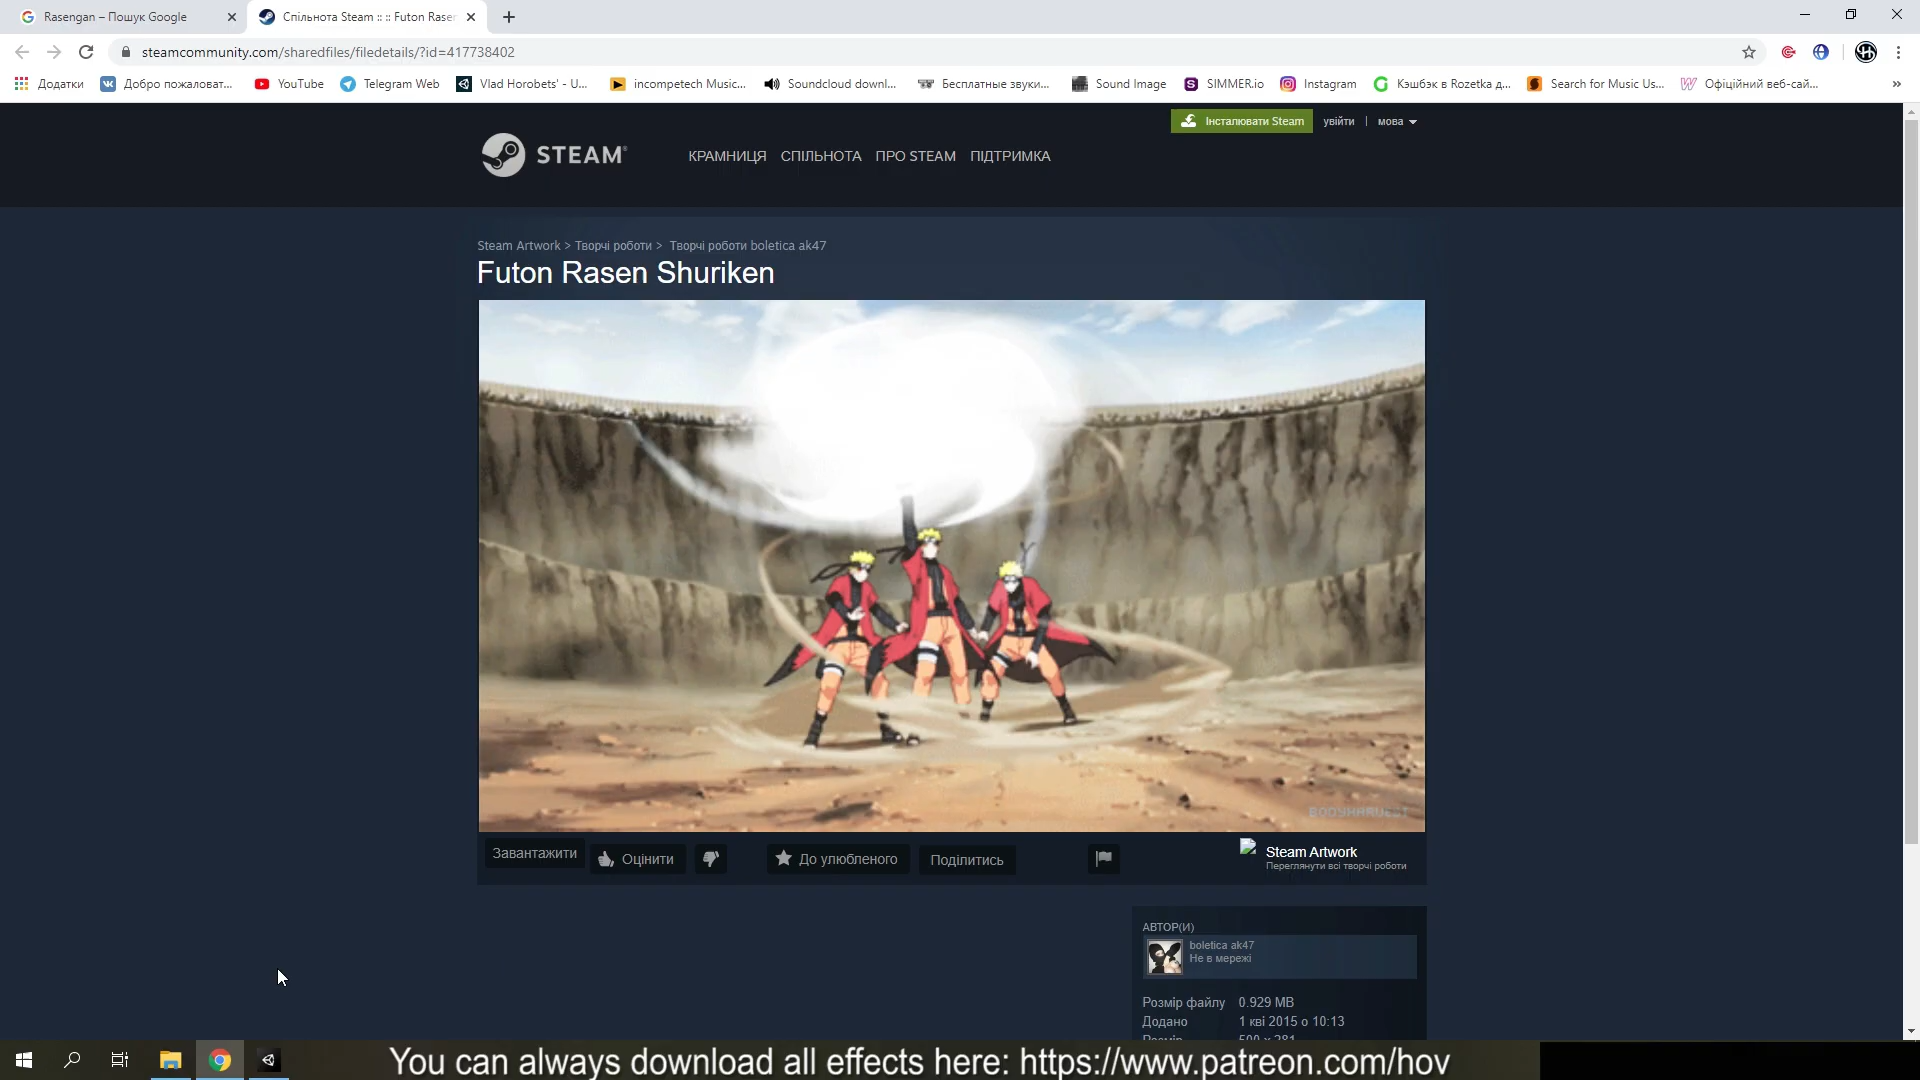 Rasengan – Пошук Google
Спільнота Steam :: :: Futon Rasen
steamcommunity.com/sharedfiles/filedetails/?id=417738402
Додатки
Добро пожаловат...
YouTube
Telegram Web
Vlad Horobets' - U...
incompetech Music...
Soundcloud downl...
Бесплатные звуки...
Sound Image
SIMMER.io
Instagram
Кэшбэк в Rozetka д...
Search for Music Us...
Офіційний веб-сай...
»
Інсталювати Steam
увійти | мова
STEAM®
КРАМНИЦЯ СПІЛЬНОТА ПРО STEAM ПІДТРИМКА
Steam Artwork > Творчі роботи > Творчі роботи boletica ak47
Futon Rasen Shuriken
BODYHARVEST
Завантажити
Оцінити
До улюбленого
Поділитись
Steam Artwork
Переглянути всі творчі роботи
АВТОР(И)
boletica ak47
Не в мережі
Розмір файлу 0.929 MB
Додано 1 кві 2015 о 10:13
Розмір 500 x 281
You can always download all effects here: https://www.patreon.com/hov